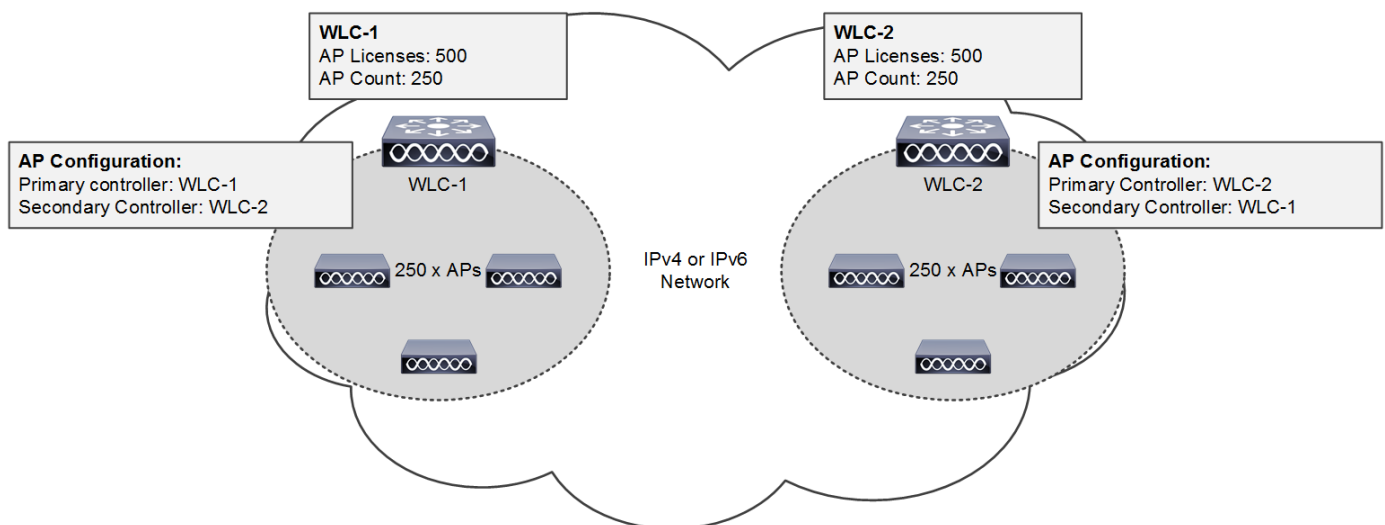 WLC-1
AP Licenses: 500
AP Count: 250
WLC-2
AP Licenses: 500
AP Count: 250
AP Configuration:
Primary controller: WLC-1
Secondary Controller: WLC-2
WLC-1
WLC-2
AP Configuration:
Primary Controller: WLC-2
Secondary Controller: WLC-1
250 x APs
IPv4 or IPv6
Network
250 x APs